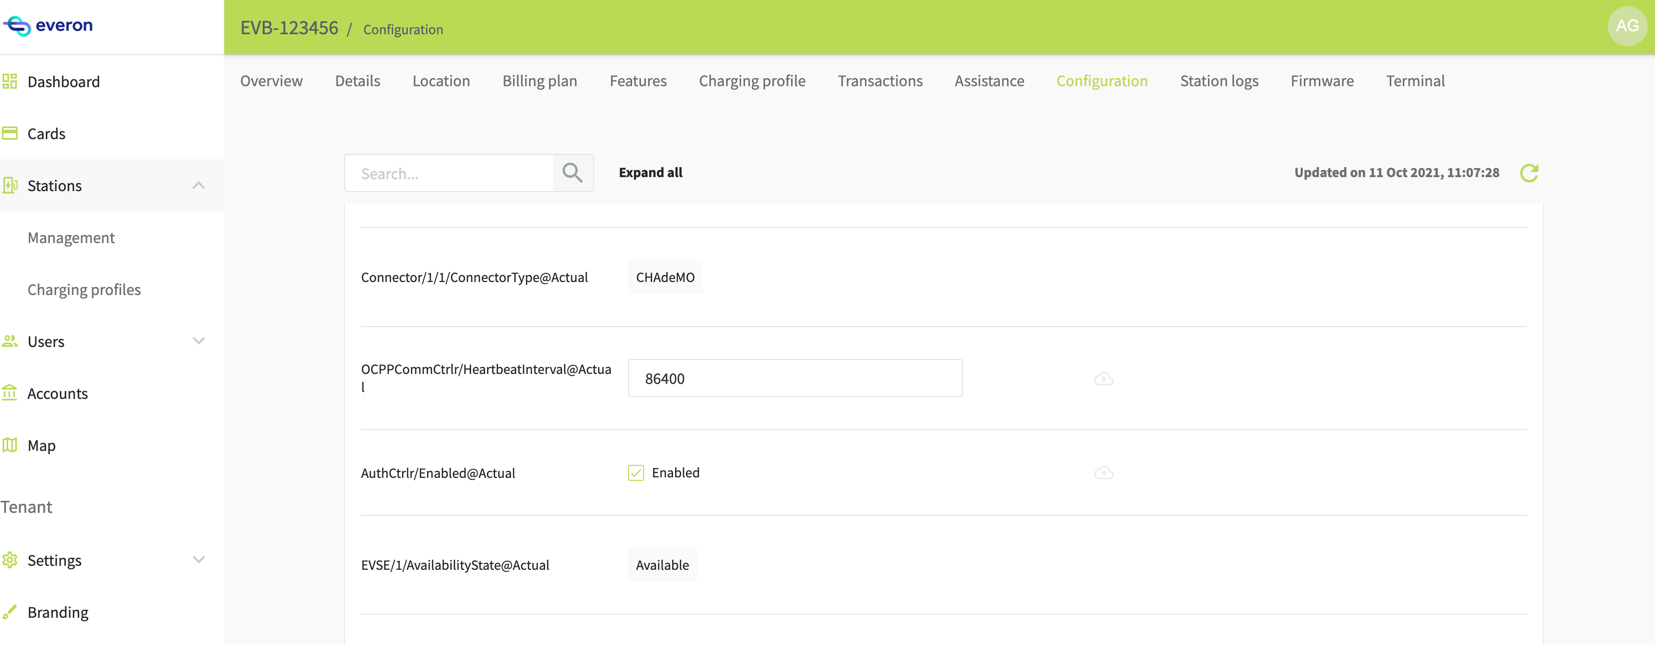 everon
EVB-123456 / Configuration
AG
Dashboard
Cards
Stations
Management
Charging profiles
Users
Accounts
Map
Tenant
Settings
Branding
Overview Details Location Billing plan Features Charging profile Transactions Assistance Configuration Station logs Firmware Terminal
Search... Expand all Updated on 11 Oct 2021, 11:07:28
Connector/1/1/ConnectorType@Actual CHAdeMO
OCPPCommCtrlr/HeartbeatInterval@Actua
l
86400
AuthCtrlr/Enabled@Actual Enabled
EVSE/1/AvailabilityState@Actual Available